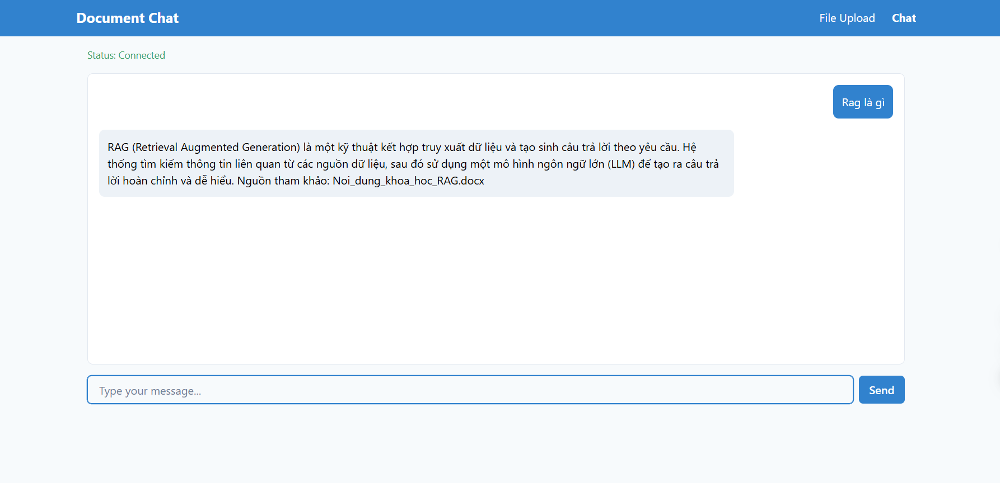 Document Chat
File Upload
Chat
Status: Connected
Rag là gì
RAG (Retrieval Augmented Generation) là một kỹ thuật kết hợp truy xuất dữ liệu và tạo sinh câu trả lời theo yêu cầu. Hệ
thống tìm kiếm thông tin liên quan từ các nguồn dữ liệu, sau đó sử dụng một mô hình ngôn ngữ lớn (LLM) để tạo ra câu trả
lời hoàn chỉnh và dễ hiểu. Nguồn tham khảo: Noi_dung_khoa_hoc_RAG.docx
Type your message...
Send